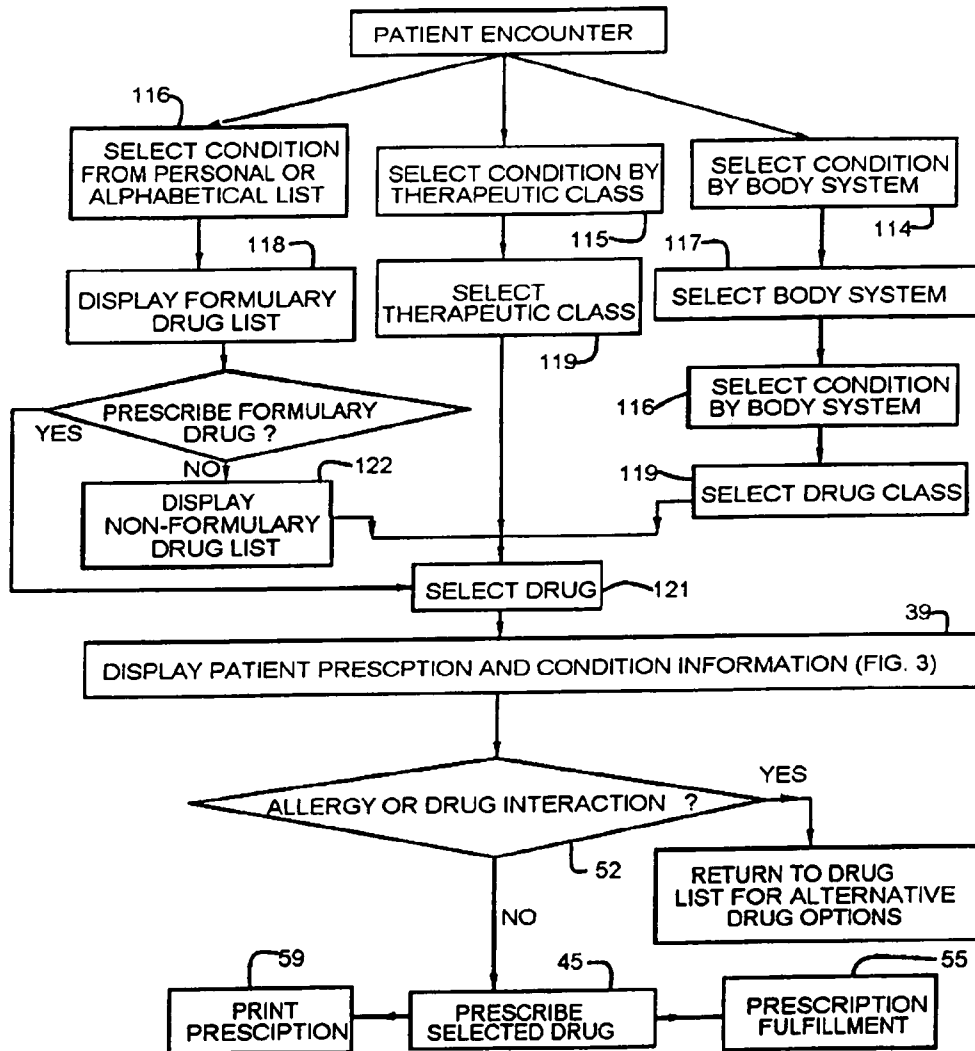 PATIENT ENCOUNTER
116
SELECT CONDITION
FROM PERSONAL OR
ALPHABETICAL LIST
SELECT CONDITION BY
THERAPEUTIC CLASS
115
SELECT CONDITION
BY BODY SYSTEM
114
118
DISPLAY FORMULARY
DRUG LIST
SELECT
THERAPEUTIC CLASS
119
117
SELECT BODY SYSTEM
PRESCRIBE FORMULARY
DRUG ?
YES
NO
116
SELECT CONDITION
BY BODY SYSTEM
122
DISPLAY
NON-FORMULARY
DRUG LIST
119
SELECT DRUG CLASS
SELECT DRUG
121
39
DISPLAY PATIENT PRESCPTION AND CONDITION INFORMATION (FIG. 3)
ALLERGY OR DRUG INTERACTION ?
YES
52
NO
RETURN TO DRUG
LIST FOR ALTERNATIVE
DRUG OPTIONS
59
PRINT
PRESCIPTION
45
PRESCRIBE
SELECTED DRUG
55
PRESCRIPTION
FULFILLMENT